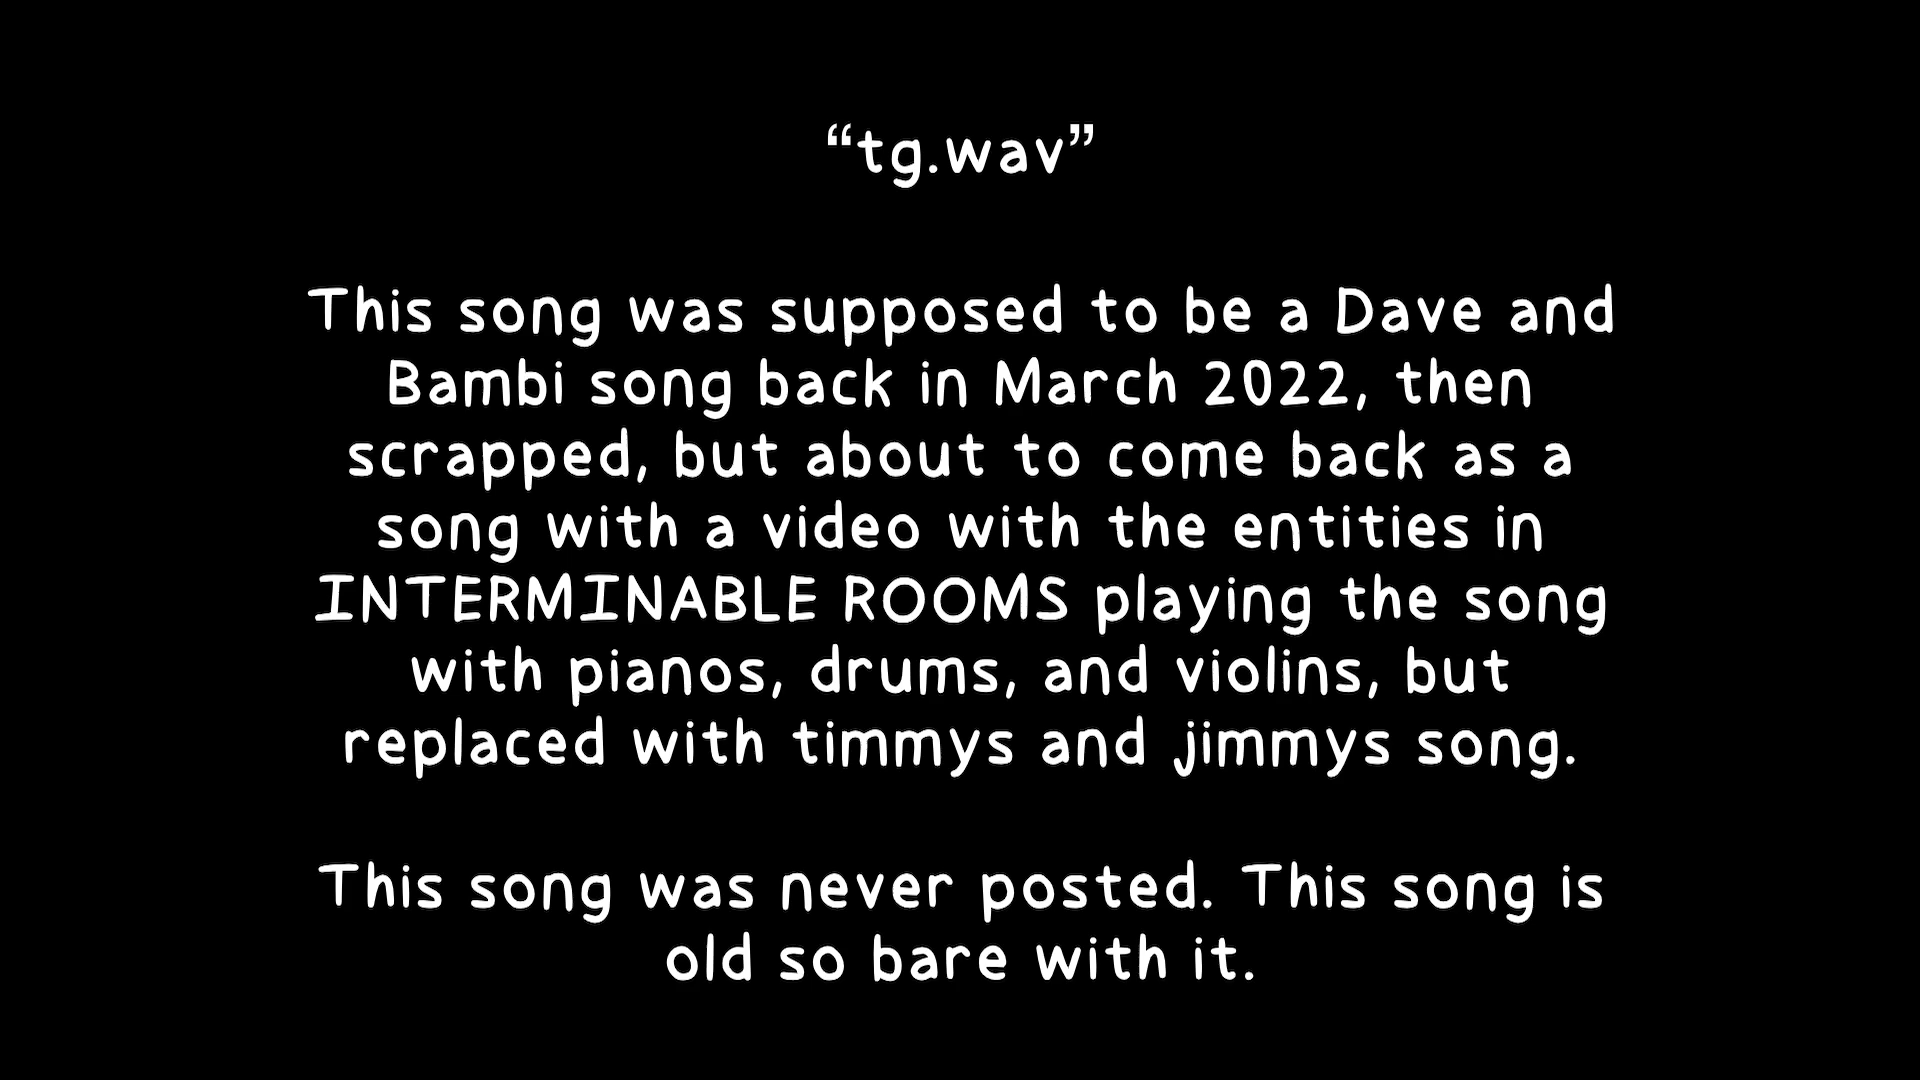 “tg.wav”
This song was supposed to be a Dave and
Bambi song back in March 2022, then
scrapped, but about to come back as a
song with a video with the entities in
INTERMINABLE ROOMS playing the song
with pianos, drums, and violins, but
replaced with timmys and jimmys song.
This song was never posted. This song is
old so bare with it.